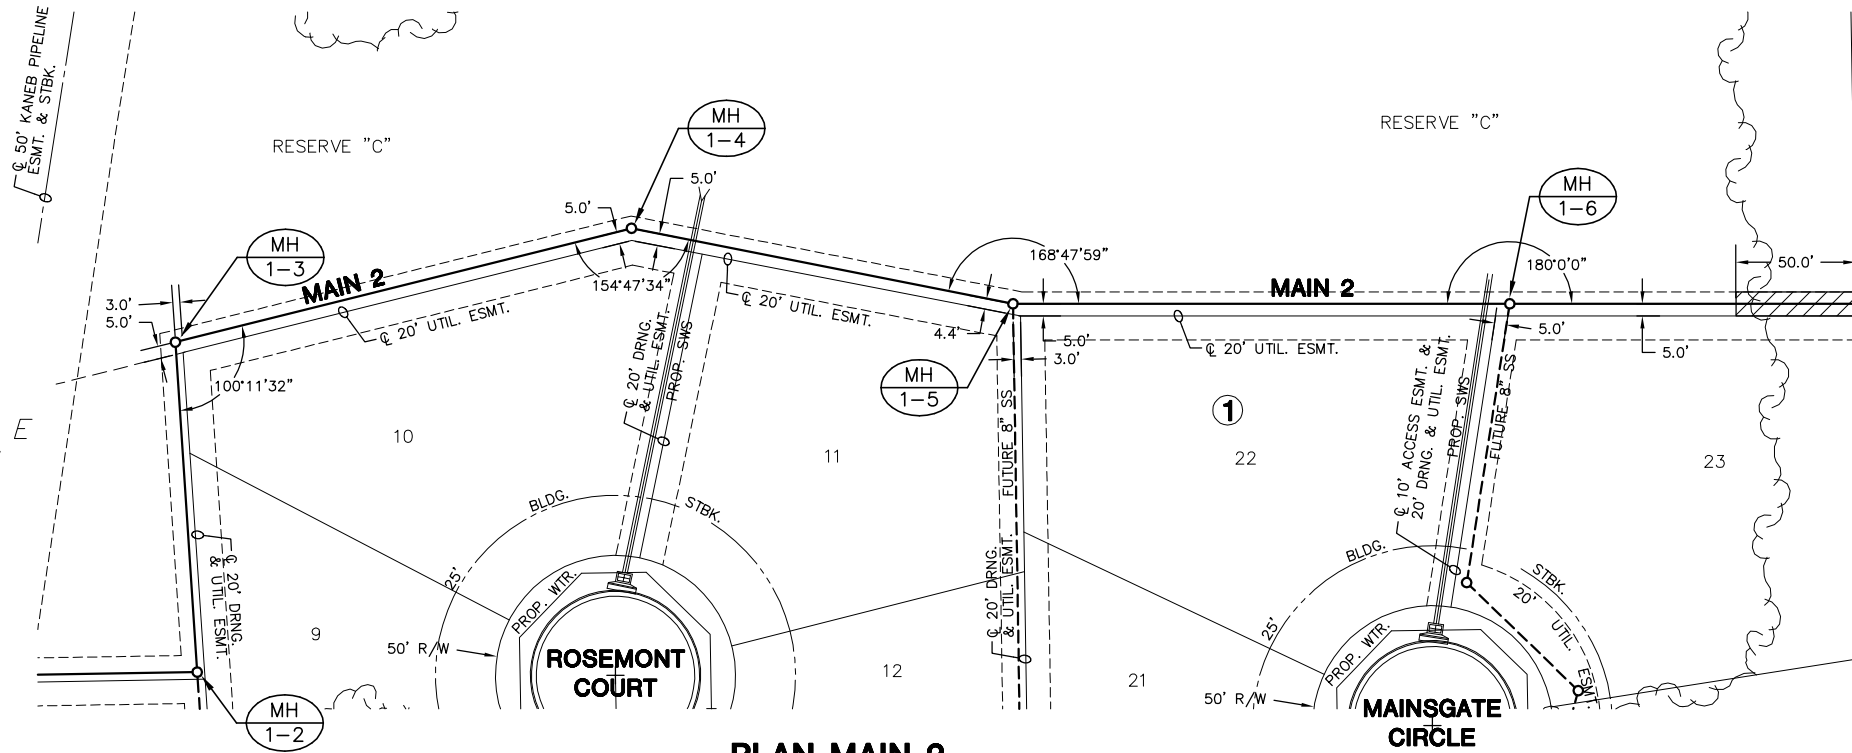 ℄ 50' KANEB PIPELINE
ESMT. & STBK.
RESERVE "C"
MH
1-4
RESERVE "C"
MH
1-6
5.0'
5.0'
MH
1-3
3.0'
5.0'
MAIN 2
154°47'34"
168°47'59"
MAIN 2
180°0'0"
50.0'
℄ 20' UTIL. ESMT.
℄ 20' UTIL. ESMT.
4.4'
5.0'
3.0'
℄ 20' UTIL. ESMT.
5.0'
5.0'
100°11'32"
MH
1-5
℄ 20' DRNG.
& UTIL. ESMT.
PROP. SWS
FUTURE 8" SS
℄ 10' ACCESS ESMT. &
20' DRNG. & UTIL. ESMT.
PROP. SWS
FUTURE 8" SS
1
E
10
11
22
23
BLDG.
STBK.
25'
℄ 20' DRNG.
& UTIL. ESMT.
℄ 20' DRNG.
& UTIL. ESMT.
BLDG.
STBK.
25'
20' UTIL ESM'T
PROP. WTR.
PROP. WTR.
9
50' R/W
ROSEMONT
COURT
12
21
50' R/W
MAINSGATE
CIRCLE
MH
1-2
PLAN MAIN 2